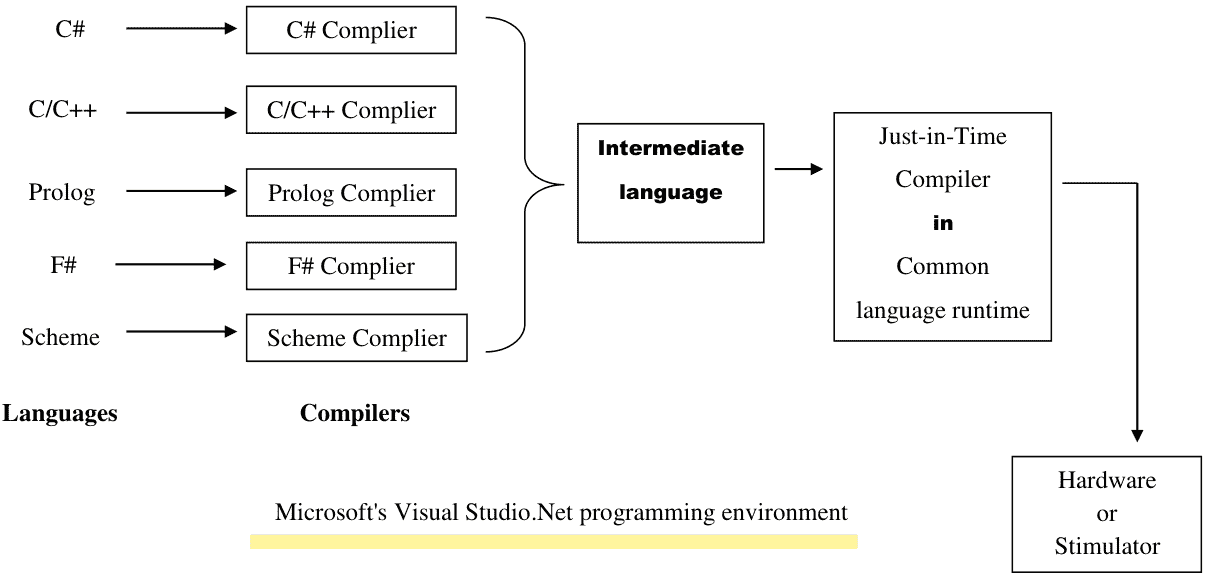 C#
C# Complier
C/C++
C/C++ Complier
Prolog
Prolog Complier
F#
F# Complier
Scheme
Scheme Complier
Languages
Compilers
Intermediate
language
Just-in-Time
Compiler
in
Common
language runtime
Hardware
or
Stimulator
Microsoft's Visual Studio.Net programming environment